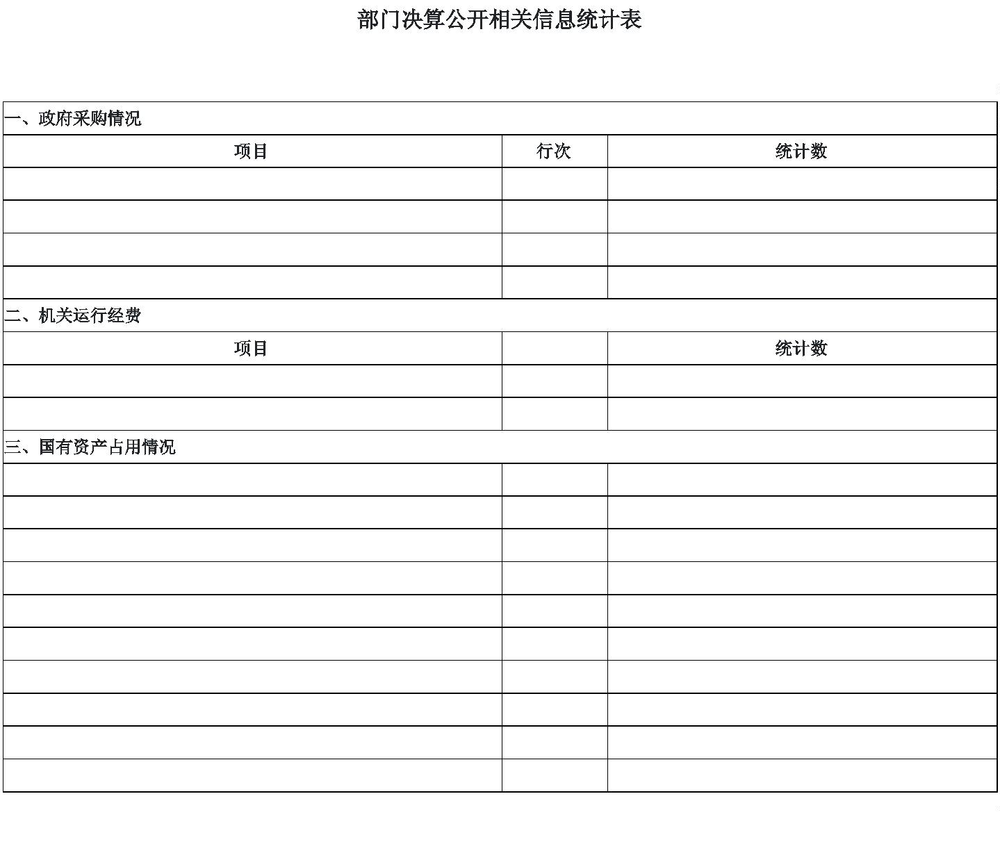 部门决算公开相关信息统计表
一、政府采购情况
项目 行次 统计数
二、机关运行经费
项目 统计数
三、国有资产占用情况